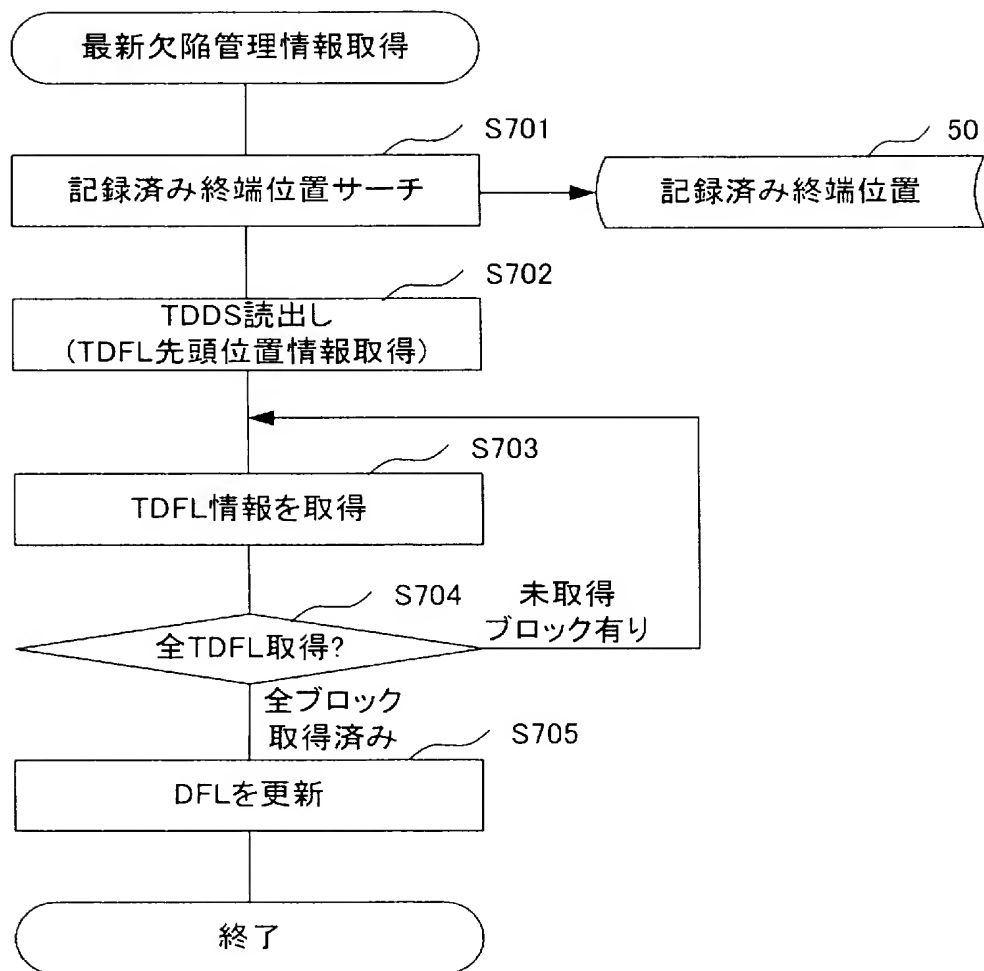 最新欠陥管理情報取得
S701
50
記録済み終端位置サーチ
記録済み終端位置
S702
TDDS読出し
(TDFL先頭位置情報取得)
S703
TDFL情報を取得
S704
未取得
ブロック有り
全TDFL取得?
全ブロック
取得済み
S705
DFLを更新
終了